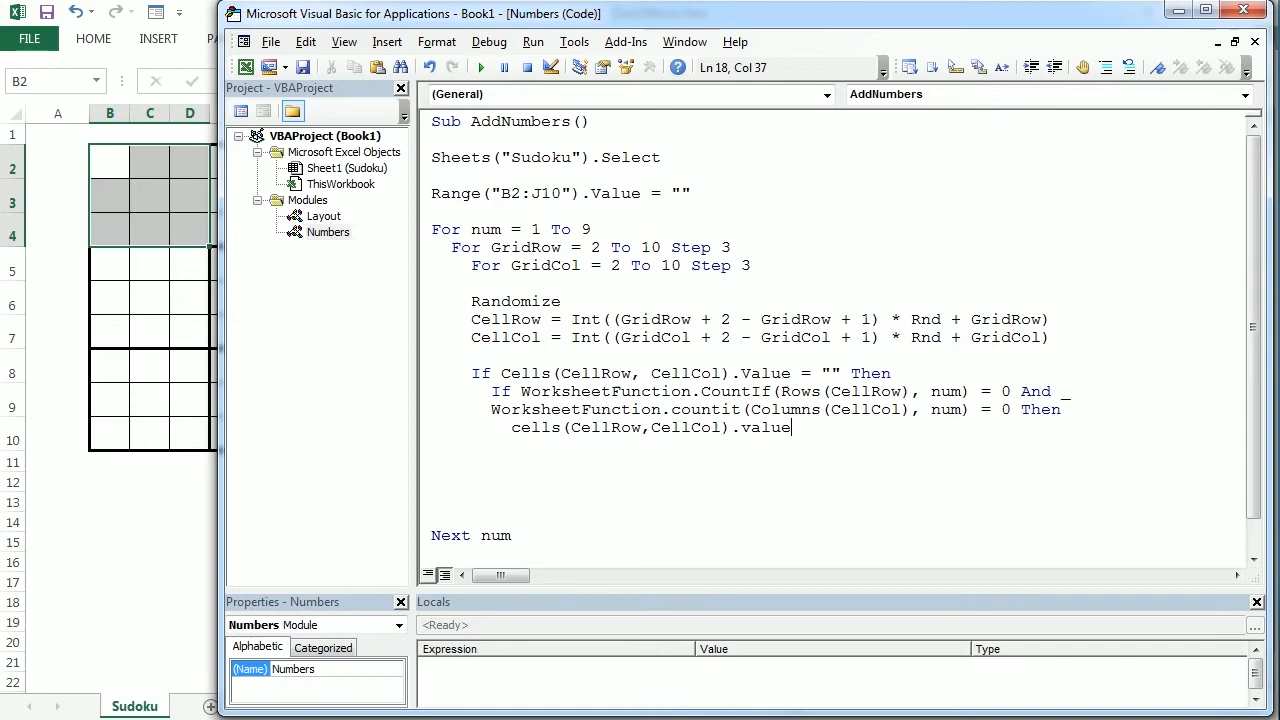 Microsoft Visual Basic for Applications - Book1 - [Numbers (Code)]
FILE HOME INSERT
File Edit View Insert Format Debug Run Tools Add-Ins Window Help
B2
Ln 18, Col 37
Project - VBAProject
(General) AddNumbers
A B C D
1
2
3
4
5
6
7
8
9
10
11
12
13
14
15
16
17
18
19
20
21
22
VBAProject (Book1)
Microsoft Excel Objects
Sheet1 (Sudoku)
ThisWorkbook
Modules
Layout
Numbers
Sub AddNumbers()
Sheets("Sudoku").Select
Range("B2:J10").Value = ""
For num = 1 To 9
For GridRow = 2 To 10 Step 3
For GridCol = 2 To 10 Step 3
Randomize
CellRow = Int((GridRow + 2 - GridRow + 1) * Rnd + GridRow)
CellCol = Int((GridCol + 2 - GridCol + 1) * Rnd + GridCol)
If Cells(CellRow, CellCol).Value = "" Then
If WorksheetFunction.CountIf(Rows(CellRow), num) = 0 And _
WorksheetFunction.countit(Columns(CellCol), num) = 0 Then
cells(CellRow,CellCol).value
Next num
Properties - Numbers
Numbers Module
Alphabetic Categorized
(Name) Numbers
Locals
<Ready>
Expression Value Type
Sudoku